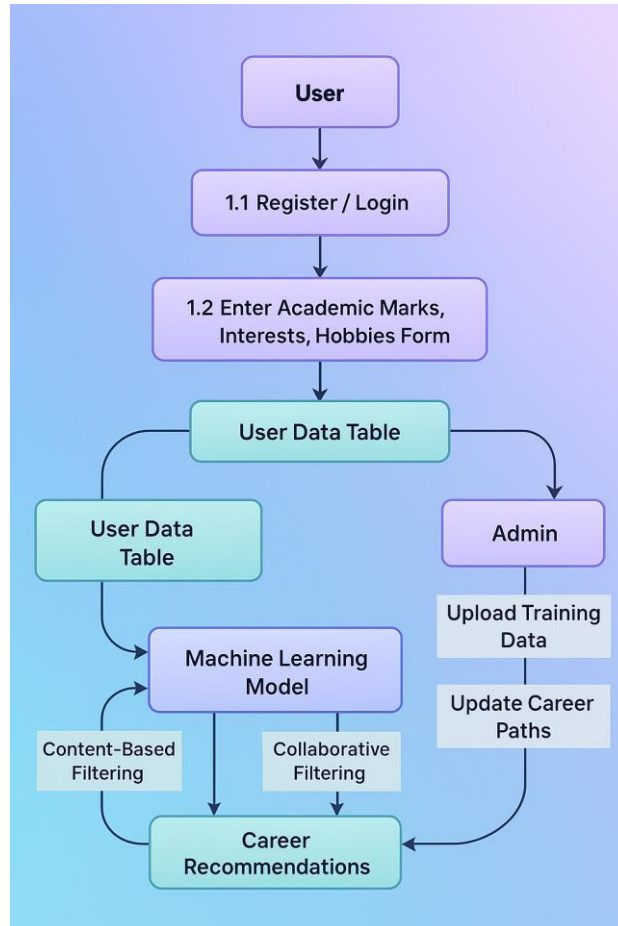 User
1.1 Register / Login
1.2 Enter Academic Marks,
Interests, Hobbies Form
User Data Table
User Data
Table
Admin
Upload Training
Data
Machine Learning
Model
Update Career
Paths
Content-Based
Filtering
Collaborative
Filtering
Career
Recommendations